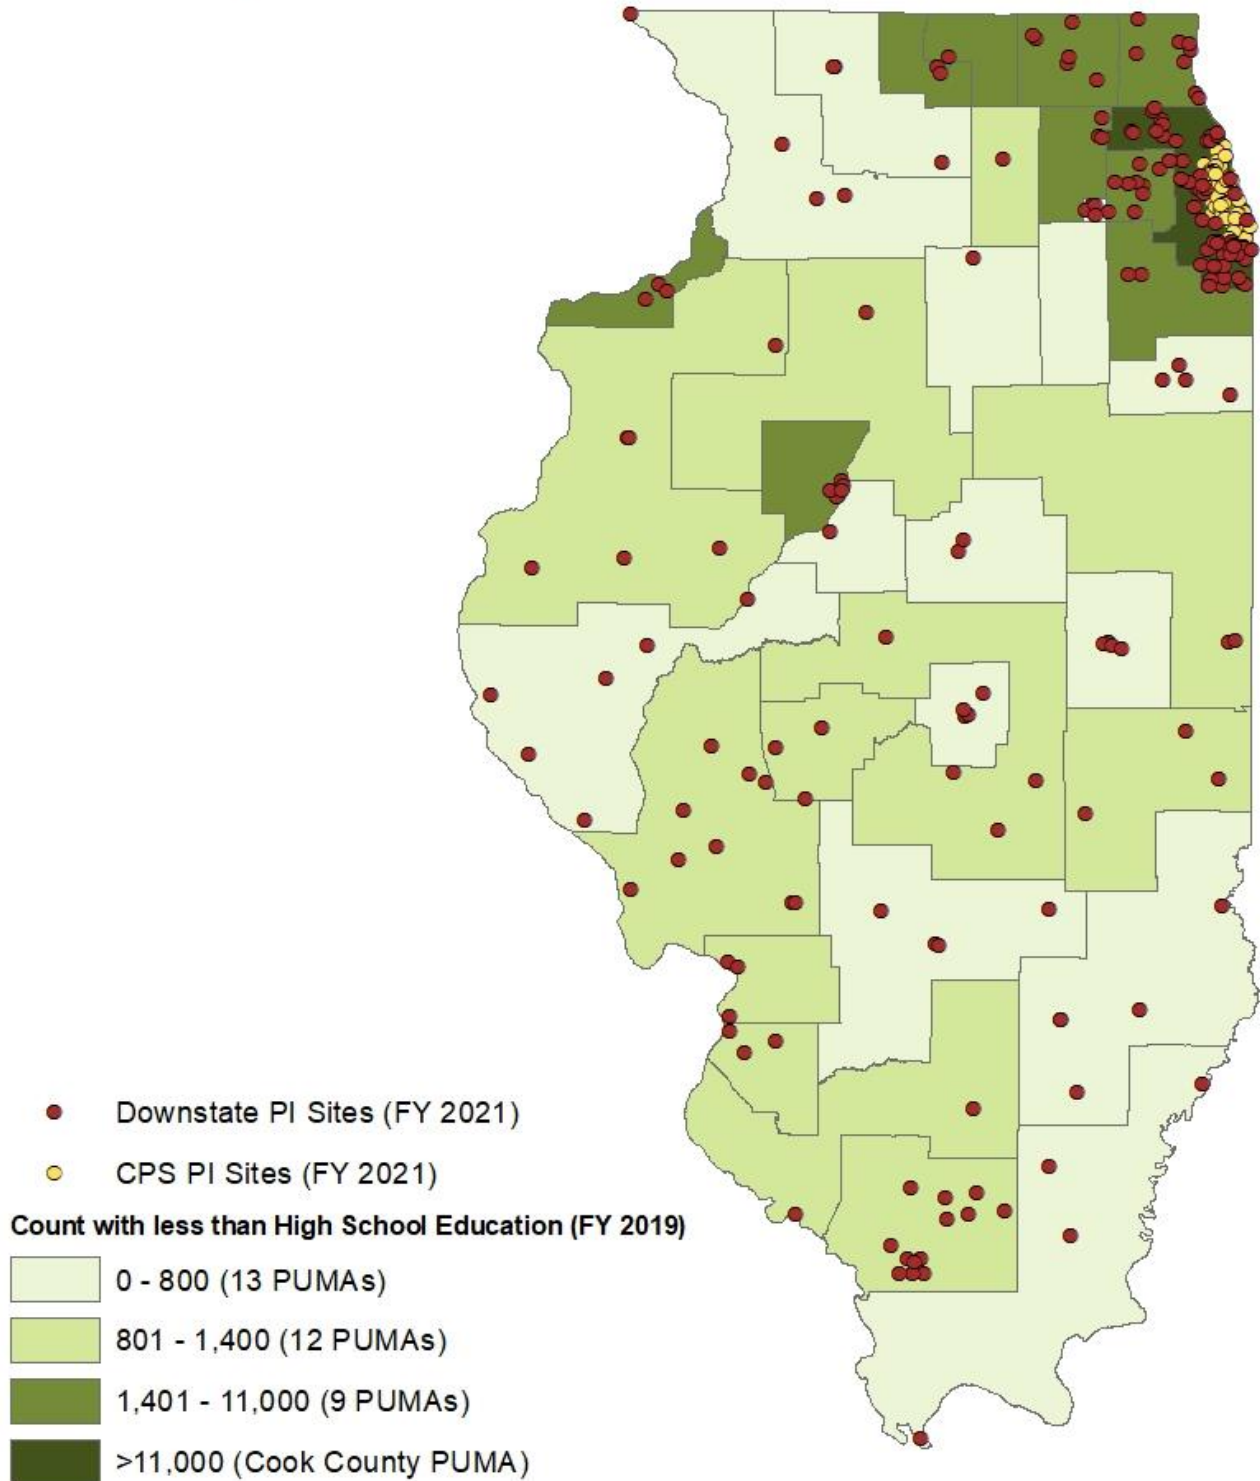 Downstate PI Sites (FY 2021)
CPS PI Sites (FY 2021)
Count with less than High School Education (FY 2019)
0 - 800 (13 PUMAs)
801 - 1,400 (12 PUMAs)
1,401 - 11,000 (9 PUMAs)
>11,000 (Cook County PUMA)